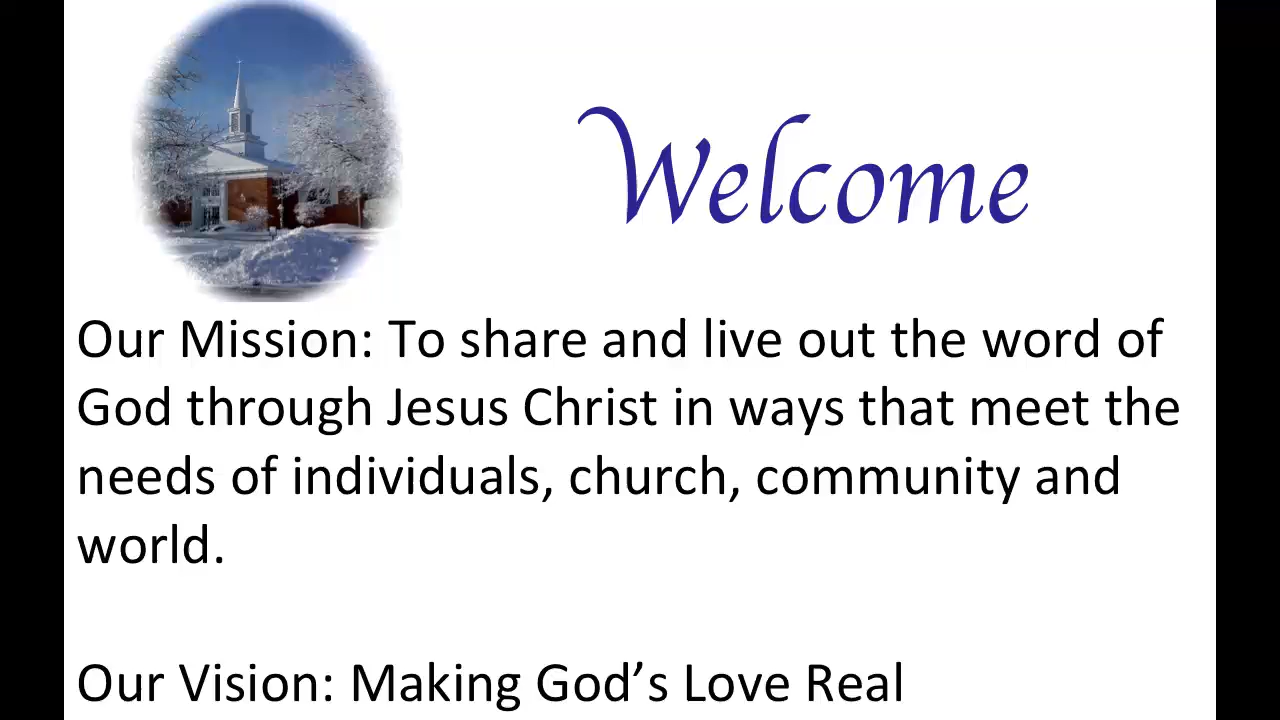 Welcome
Our Mission: To share and live out the word of
God through Jesus Christ in ways that meet the
needs of individuals, church, community and
world.
Our Vision: Making God’s Love Real